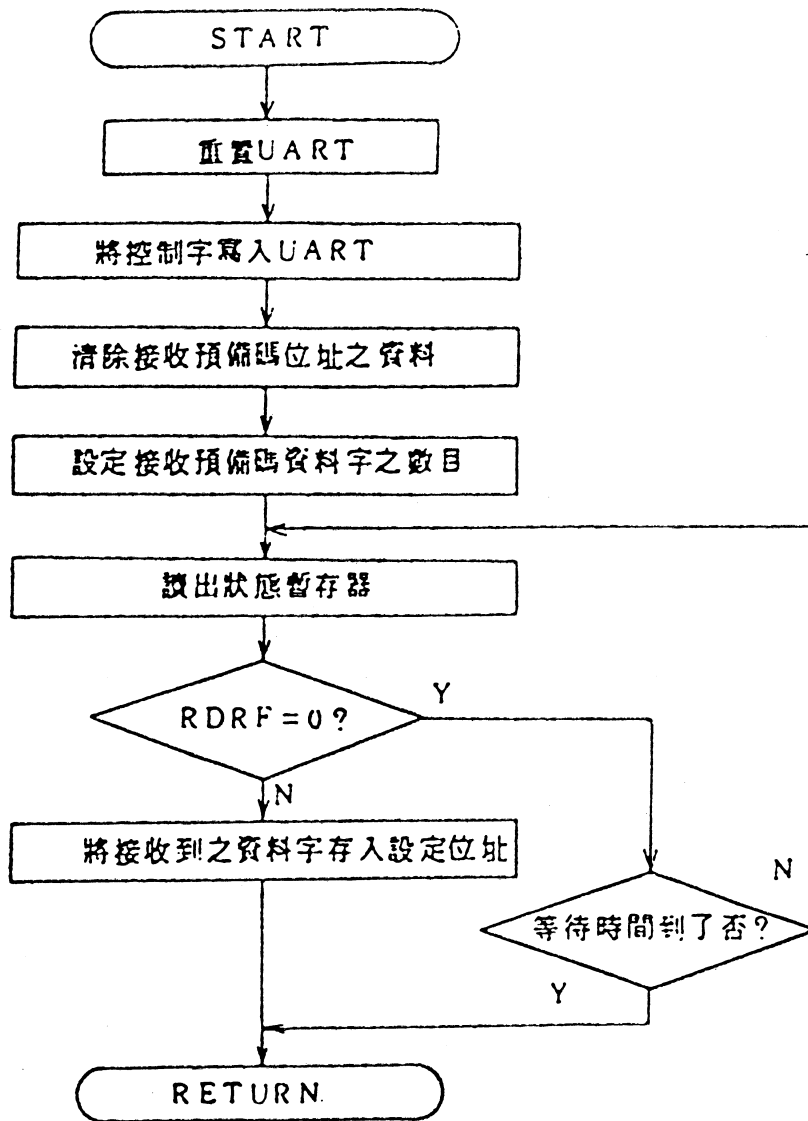 START
重置UART
將控制字寫入UART
清除接收預備碼位址之資料
設定接收預備碼資料字之數目
讀出狀態暫存器
RDRF=0?
Y
N
將接收到之資料字存入設定位址
N
等待時間到了否?
Y
RETURN